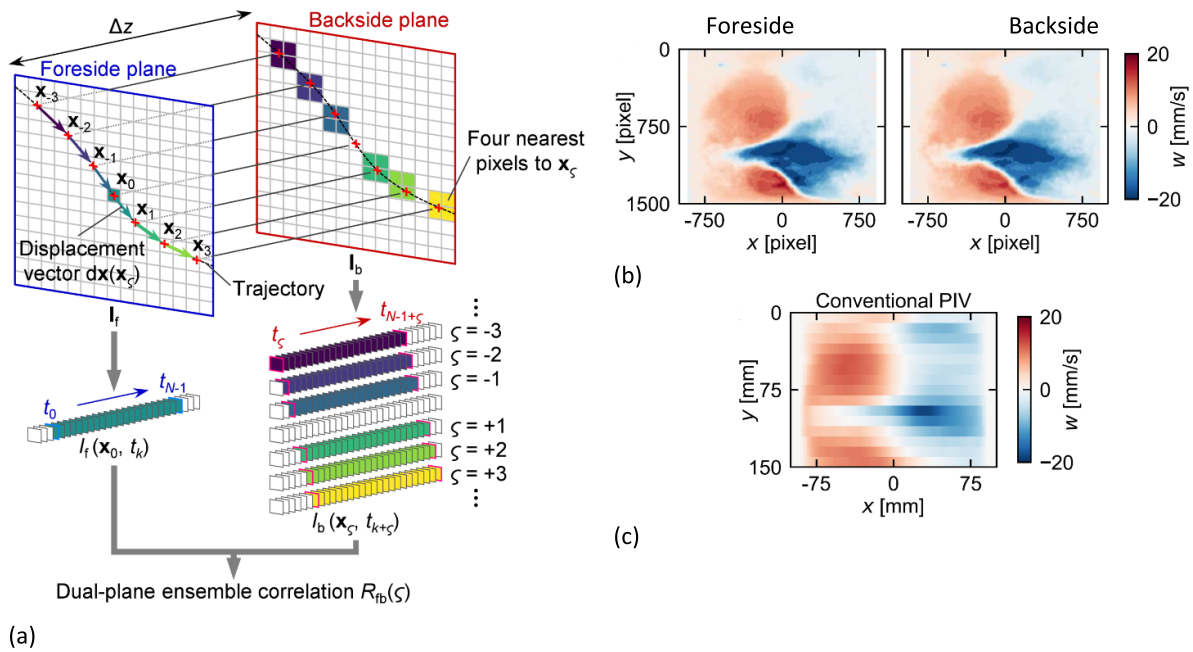 Δz
Backside plane
Foreside plane
x-3
x-2
x-1
x0
x1
x2
x3
Four nearest
pixels to xς
Displacement
vector dx(xς)
Trajectory
If
Ib
tς
tN-1+ς
ς = -3
ς = -2
ς = -1
ς = +1
ς = +2
ς = +3
t0
tN-1
If (x0, tk)
Ib (xς, tk+ς)
Dual-plane ensemble correlation Rfb(ς)
(a)
Foreside
Backside
0
750
1500
y [pixel]
-750
0
750
x [pixel]
-750
0
750
x [pixel]
20
0
−20
w [mm/s]
(b)
Conventional PIV
0
75
150
y [mm]
-75
0
75
x [mm]
20
0
−20
w [mm/s]
(c)